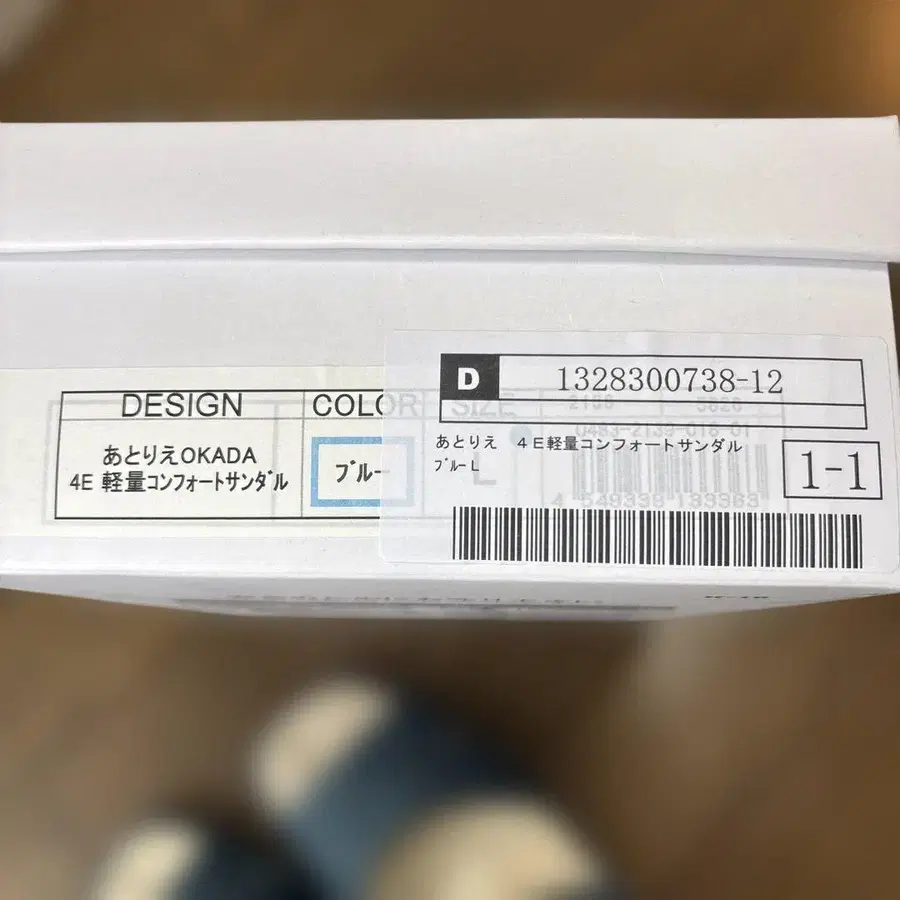 D 1328300738-12
DESIGN COLOR SIZE
あとりえOKADA
4E 軽量コンフォートサンダル
ブルー
L
あとりえ 4E軽量コンフォートサンダル
ブルーL
1-1